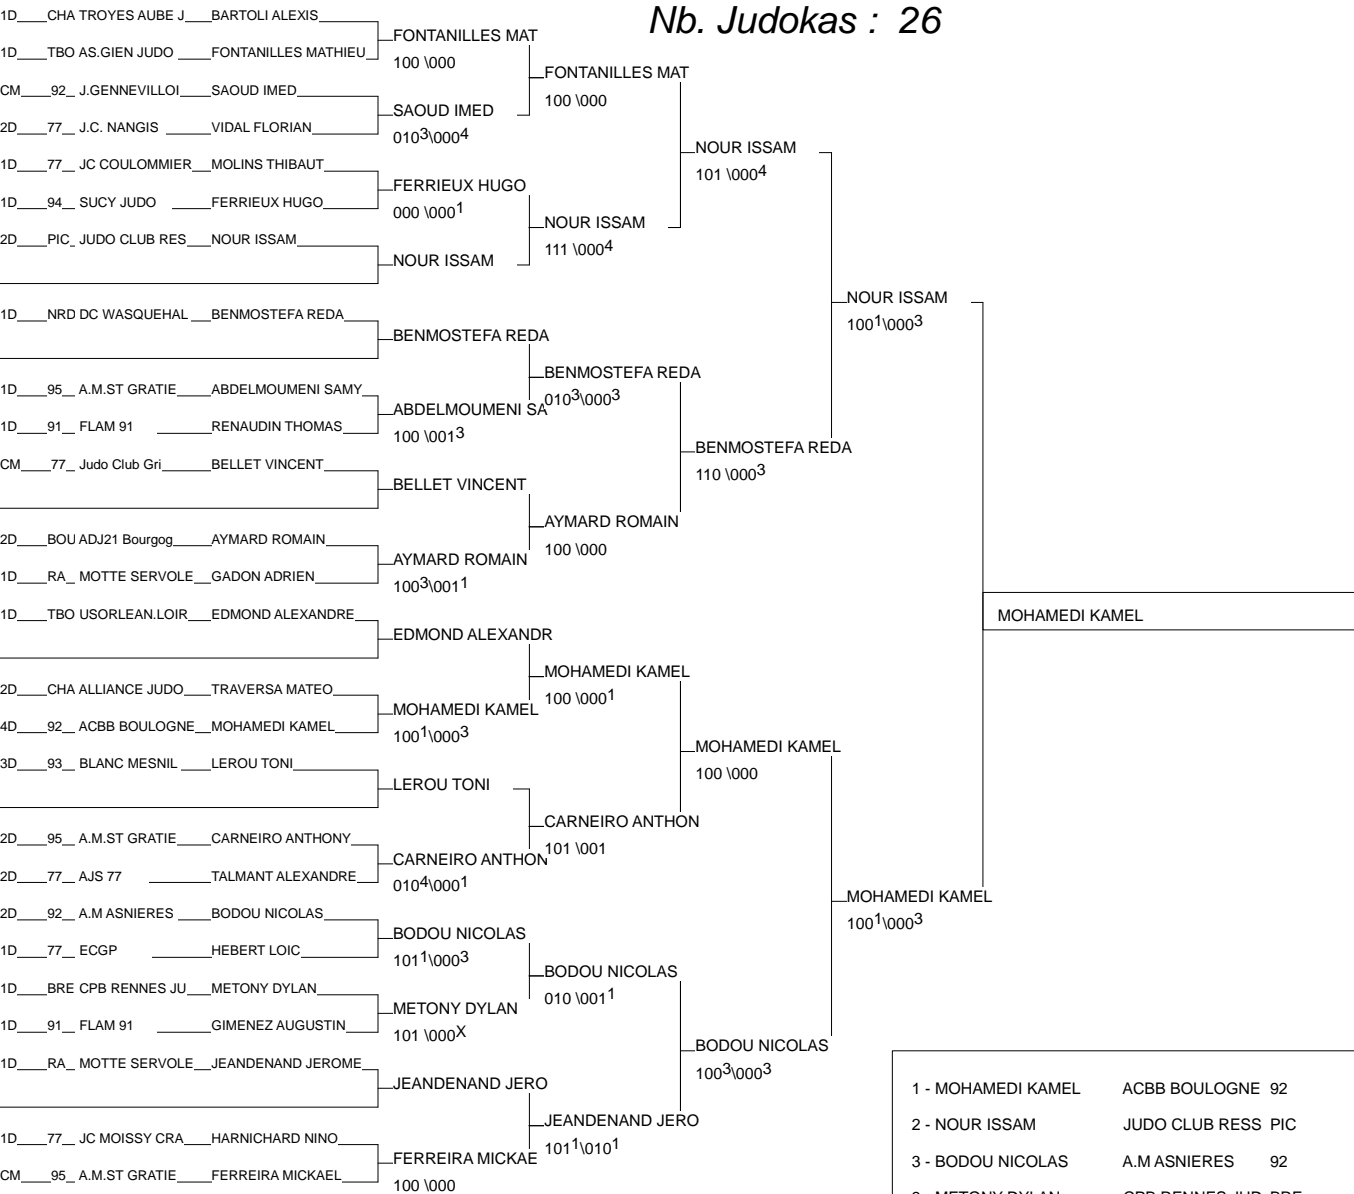 Nb. Judokas : 26
1D CHA TROYES AUBE J BARTOLI ALEXIS
1D TBO AS.GIEN JUDO FONTANILLES MATHIEU
CM 92 J.GENNEVILLOI SAOUD IMED
2D 77 J.C. NANGIS VIDAL FLORIAN
1D 77 JC COULOMMIER MOLINS THIBAUT
1D 94 SUCY JUDO FERRIEUX HUGO
2D PIC JUDO CLUB RES NOUR ISSAM
1D NRD DC WASQUEHAL BENMOSTEFA REDA
1D 95 A.M.ST GRATIE ABDELMOUMENI SAMY
1D 91 FLAM 91 RENAUDIN THOMAS
CM 77 Judo Club Gri BELLET VINCENT
2D BOU ADJ21 Bourgog AYMARD ROMAIN
1D RA MOTTE SERVOLE GADON ADRIEN
1D TBO USORLEAN.LOIR EDMOND ALEXANDRE
2D CHA ALLIANCE JUDO TRAVERSA MATEO
4D 92 ACBB BOULOGNE MOHAMEDI KAMEL
3D 93 BLANC MESNIL LEROU TONI
2D 95 A.M.ST GRATIE CARNEIRO ANTHONY
2D 77 AJS 77 TALMANT ALEXANDRE
2D 92 A.M ASNIERES BODOU NICOLAS
1D 77 ECGP HEBERT LOIC
1D BRE CPB RENNES JU METONY DYLAN
1D 91 FLAM 91 GIMENEZ AUGUSTIN
1D RA MOTTE SERVOLE JEANDENAND JEROME
1D 77 JC MOISSY CRA HARNICHARD NINO
CM 95 A.M.ST GRATIE FERREIRA MICKAEL
FONTANILLES MAT
100 \000
SAOUD IMED
010³\000⁴
FERRIEUX HUGO
000 \000¹
NOUR ISSAM
BENMOSTEFA REDA
ABDELMOUMENI SA
100 \001³
BELLET VINCENT
AYMARD ROMAIN
100³\001¹
EDMOND ALEXANDR
MOHAMEDI KAMEL
100¹\000³
LEROU TONI
CARNEIRO ANTHON
010⁴\000¹
BODOU NICOLAS
101¹\000³
METONY DYLAN
101 \000X
JEANDENAND JERO
FERREIRA MICKAE
100 \000
FONTANILLES MAT
100 \000
NOUR ISSAM
111 \000⁴
BENMOSTEFA REDA
010³\000³
AYMARD ROMAIN
100 \000
MOHAMEDI KAMEL
100 \000¹
CARNEIRO ANTHON
101 \001
BODOU NICOLAS
010 \001¹
JEANDENAND JERO
101¹\010¹
NOUR ISSAM
101 \000⁴
BENMOSTEFA REDA
110 \000³
MOHAMEDI KAMEL
100 \000
BODOU NICOLAS
100³\000³
NOUR ISSAM
100¹\000³
MOHAMEDI KAMEL
100¹\000³
MOHAMEDI KAMEL
1 - MOHAMEDI KAMEL ACBB BOULOGNE 92
2 - NOUR ISSAM JUDO CLUB RESS PIC
3 - BODOU NICOLAS A.M ASNIERES 92